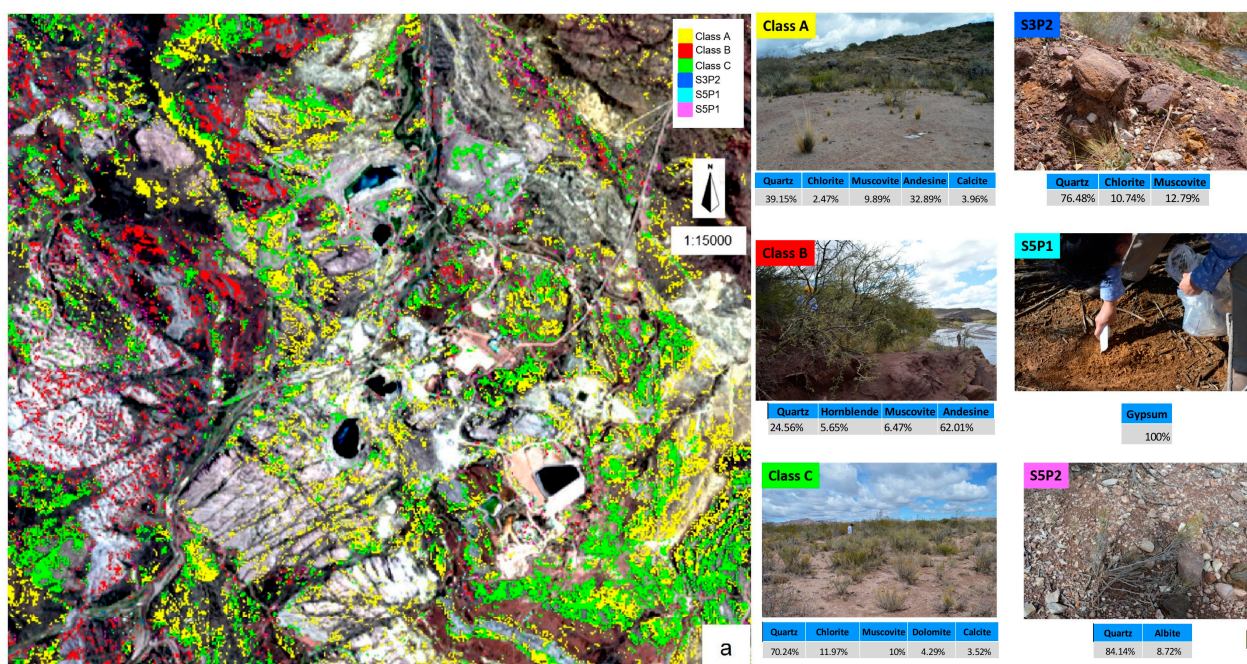 Class A
Class B
Class C
S3P2
S5P1
S5P1
N
1:15000
a
Class A
Quartz Chlorite Muscovite Andesine Calcite
39.15% 2.47% 9.89% 32.89% 3.96%
S3P2
Quartz Chlorite Muscovite
76.48% 10.74% 12.79%
Class B
Quartz Hornblende Muscovite Andesine
24.56% 5.65% 6.47% 62.01%
S5P1
Gypsum
100%
Class C
Quartz Chlorite Muscovite Dolomite Calcite
70.24% 11.97% 10% 4.29% 3.52%
S5P2
Quartz Albite
84.14% 8.72%